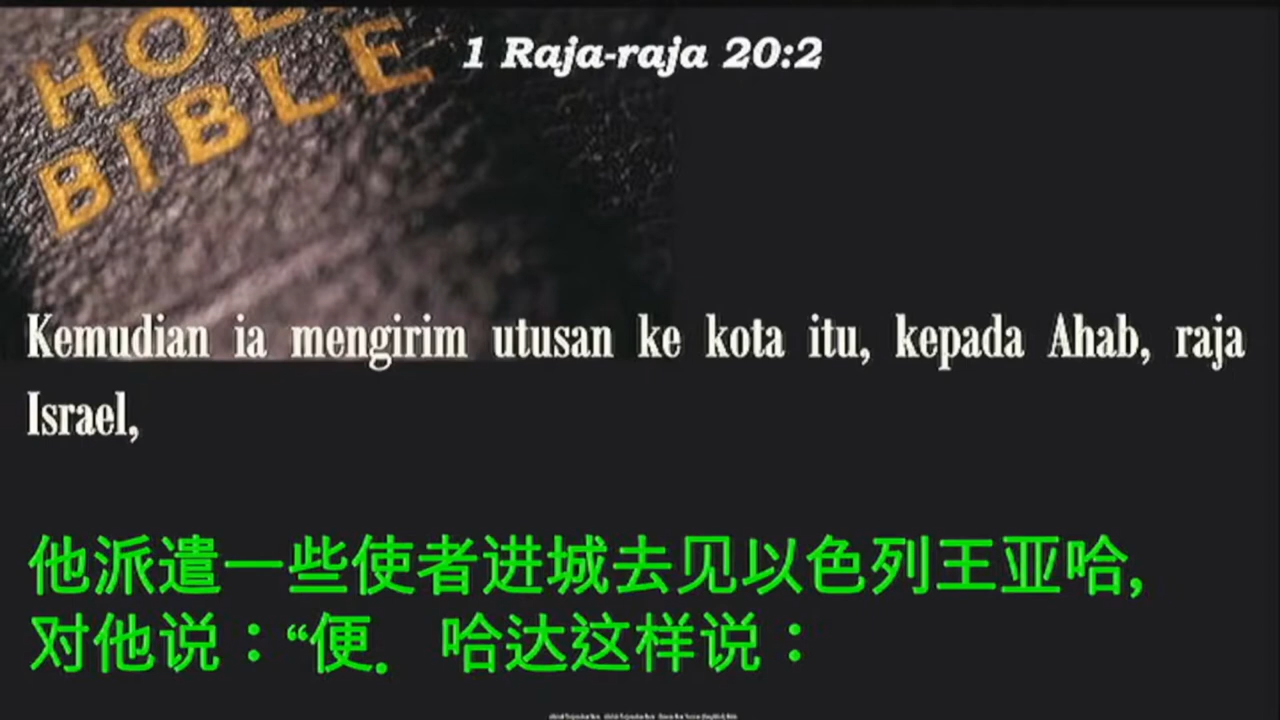 HOL
BIBLE
1 Raja-raja 20:2
Kemudian ia mengirim utusan ke kota itu, kepada Ahab, raja
Israel,
他派遣一些使者进城去见以色列王亚哈,
对他说：“便． 哈达这样说：